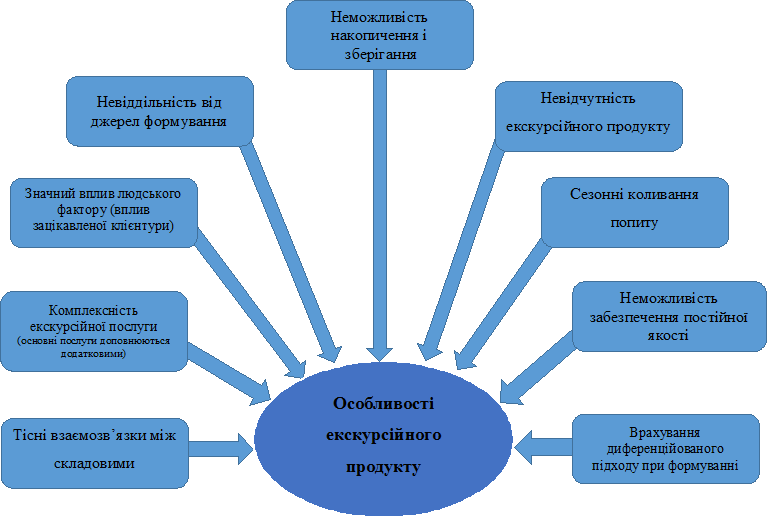 Неможливість
накопичення і
зберігання
Невіддільність від
джерел формування
Невідчутність
екскурсійного продукту
Значний вплив людського
фактору (вплив
зацікавленої клієнтури)
Сезонні коливання
попиту
Комплексність
екскурсійної послуги
(основні послуги доповнюються
додатковими)
Неможливість
забезпечення постійної
якості
Особливості
екскурсійного
продукту
Тісні взаємозв’язки між
складовими
Врахування
диференційованого
підходу при формуванні